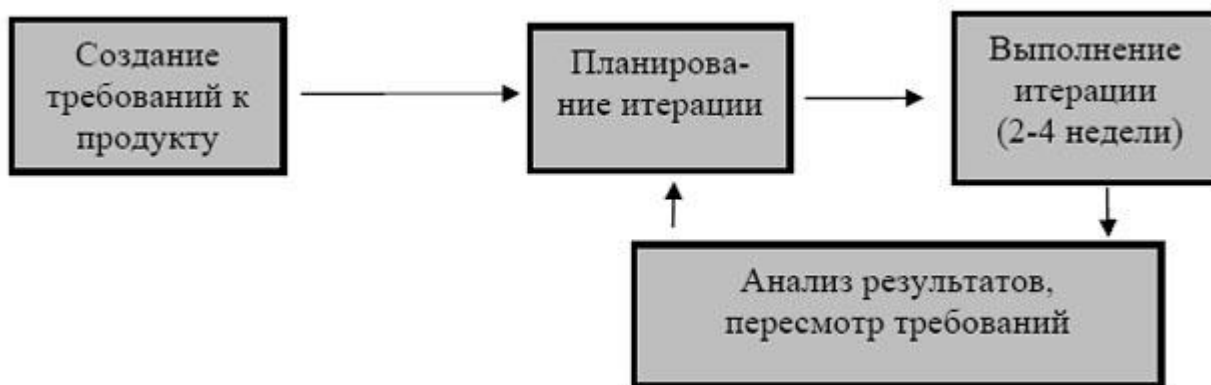 Создание
требований к
продукту
Планирова-
ние итерации
Выполнение
итерации
(2-4 недели)
Анализ результатов,
пересмотр требований